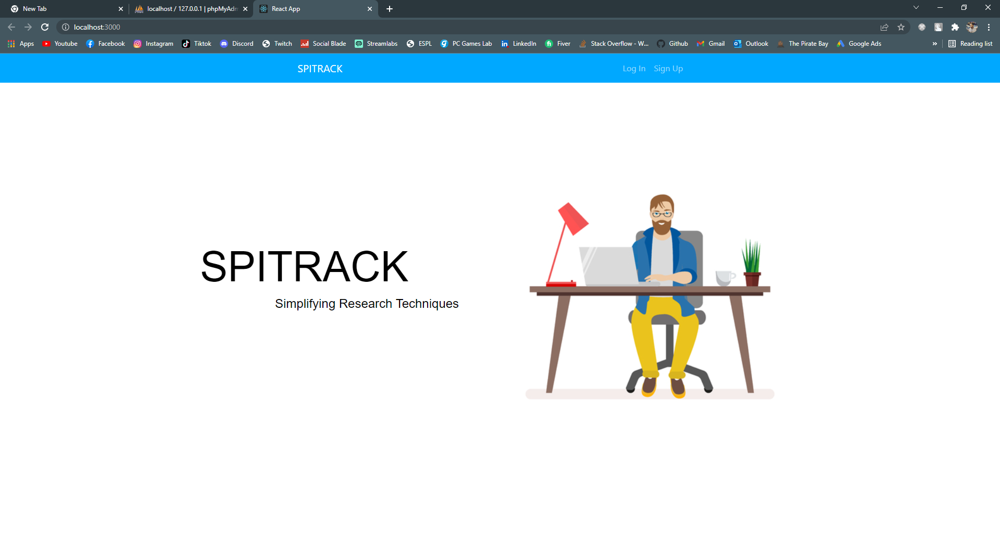 New Tab
localhost / 127.0.0.1 | phpMyAdm
React App
localhost:3000
Apps Youtube Facebook Instagram Tiktok Discord Twitch Social Blade Streamlabs ESPL PC Games Lab LinkedIn Fiver Stack Overflow - W... Github Gmail Outlook The Pirate Bay Google Ads » Reading list
SPITRACK Log In Sign Up
SPITRACK
Simplifying Research Techniques